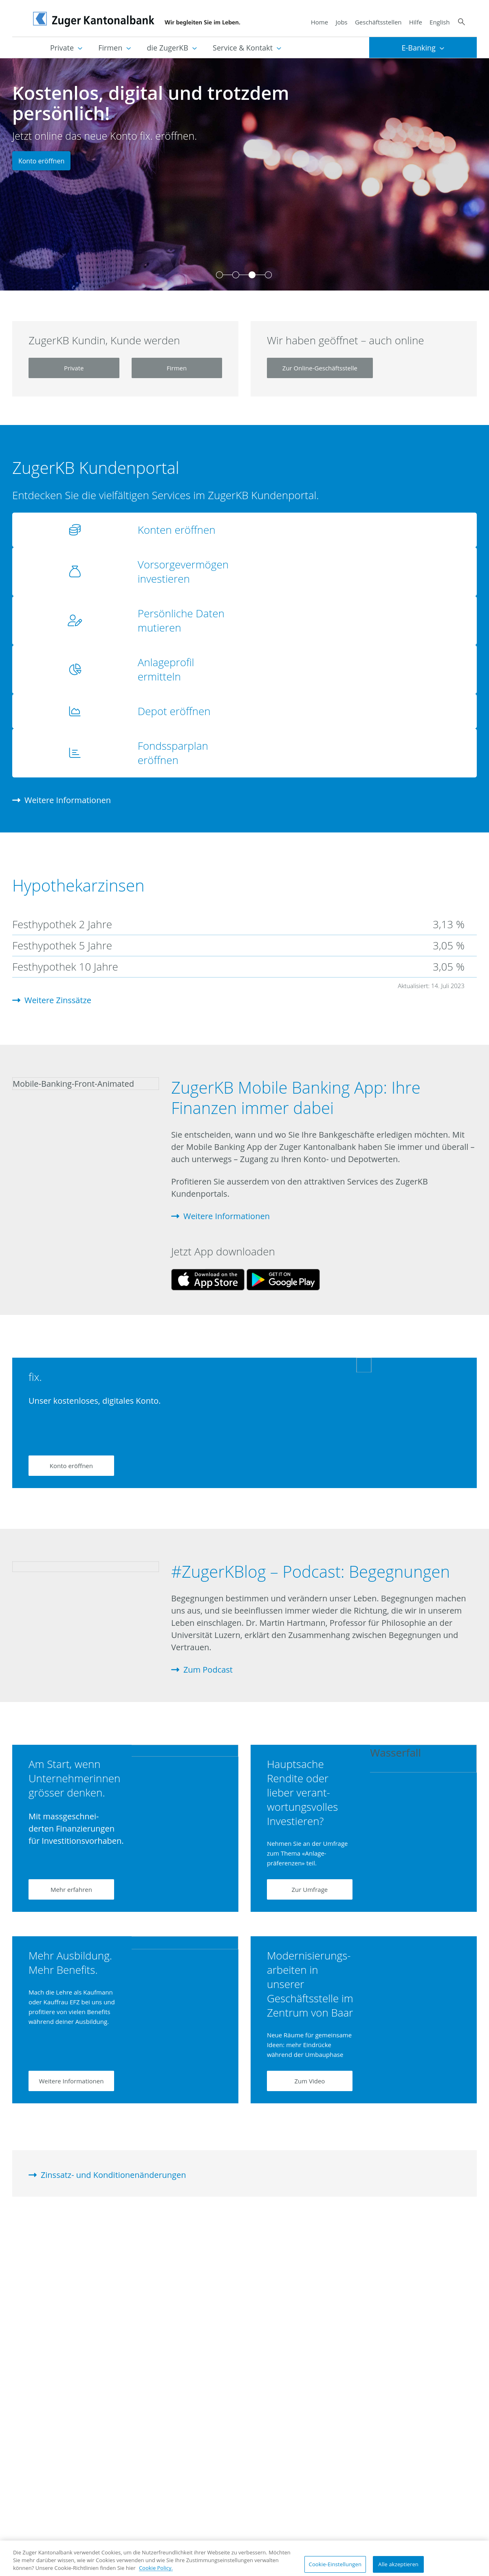 Zuger Kantonalbank
Wir begleiten Sie im Leben.
Home Jobs Geschäftsstellen Hilfe English
Private Firmen die ZugerKB Service & Kontakt E-Banking
Kostenlos, digital und trotzdem
persönlich!
Jetzt online das neue Konto fix. eröffnen.
Konto eröffnen
ZugerKB Kundin, Kunde werden
Private Firmen
Wir haben geöffnet – auch online
Zur Online-Geschäftsstelle
ZugerKB Kundenportal
Entdecken Sie die vielfältigen Services im ZugerKB Kundenportal.
Konten eröffnen
Vorsorgevermögen
investieren
Persönliche Daten
mutieren
Anlageprofil
ermitteln
Depot eröffnen
Fondssparplan
eröffnen
Weitere Informationen
Hypothekarzinsen
Festhypothek 2 Jahre 3,13 %
Festhypothek 5 Jahre 3,05 %
Festhypothek 10 Jahre 3,05 %
Aktualisiert: 14. Juli 2023
Weitere Zinssätze
Mobile-Banking-Front-Animated
ZugerKB Mobile Banking App: Ihre
Finanzen immer dabei
Sie entscheiden, wann und wo Sie Ihre Bankgeschäfte erledigen möchten. Mit
der Mobile Banking App der Zuger Kantonalbank haben Sie immer und überall –
auch unterwegs – Zugang zu Ihren Konto- und Depotwerten.
Profitieren Sie ausserdem von den attraktiven Services des ZugerKB
Kundenportals.
Weitere Informationen
Jetzt App downloaden
Download on the
App Store
GET IT ON
Google Play
fix.
Unser kostenloses, digitales Konto.
Konto eröffnen
#ZugerKBlog – Podcast: Begegnungen
Begegnungen bestimmen und verändern unser Leben. Begegnungen machen
uns aus, und sie beeinflussen immer wieder die Richtung, die wir in unserem
Leben einschlagen. Dr. Martin Hartmann, Professor für Philosophie an der
Universität Luzern, erklärt den Zusammenhang zwischen Begegnungen und
Vertrauen.
Zum Podcast
Am Start, wenn
Unternehmerinnen
grösser denken.
Mit massgeschnei-
derten Finanzierungen
für Investitionsvorhaben.
Mehr erfahren
Wasserfall
Hauptsache
Rendite oder
lieber verant-
wortungsvolles
Investieren?
Nehmen Sie an der Umfrage
zum Thema «Anlage-
präferenzen» teil.
Zur Umfrage
Mehr Ausbildung.
Mehr Benefits.
Mach die Lehre als Kaufmann
oder Kauffrau EFZ bei uns und
profitiere von vielen Benefits
während deiner Ausbildung.
Weitere Informationen
Modernisierungs-
arbeiten in
unserer
Geschäftsstelle im
Zentrum von Baar
Neue Räume für gemeinsame
Ideen: mehr Eindrücke
während der Umbauphase
Zum Video
Zinssatz- und Konditionenänderungen
Die Zuger Kantonalbank verwendet Cookies, um die Nutzerfreundlichkeit ihrer Webseite zu verbessern. Möchten
Sie mehr darüber wissen, wie wir Cookies verwenden und wie Sie Ihre Zustimmungseinstellungen verwalten
können? Unsere Cookie-Richtlinien finden Sie hier Cookie Policy.
Cookie-Einstellungen
Alle akzeptieren